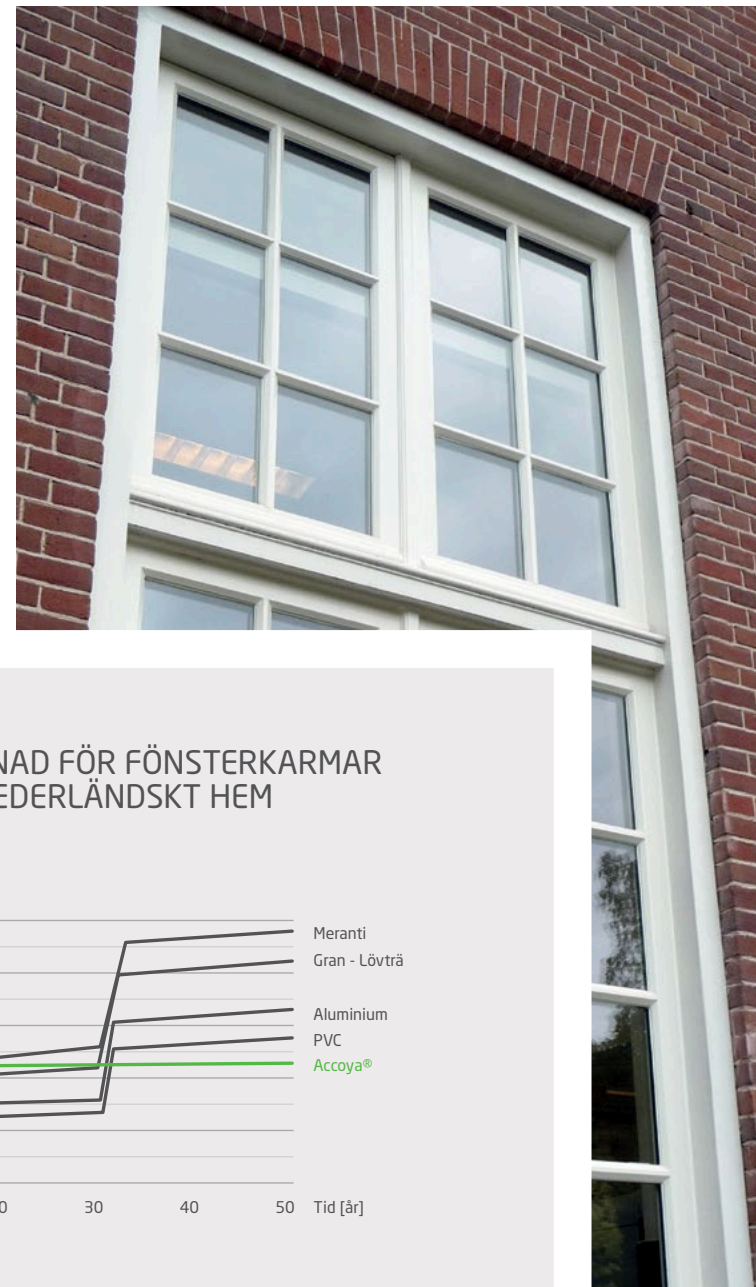 NAD FÖR FÖNSTERKARMAR
EDERLÄNDSKT HEM
Meranti
Gran - Lövträ
Aluminium
PVC
Accoya®
0 30 40 50 Tid [år]